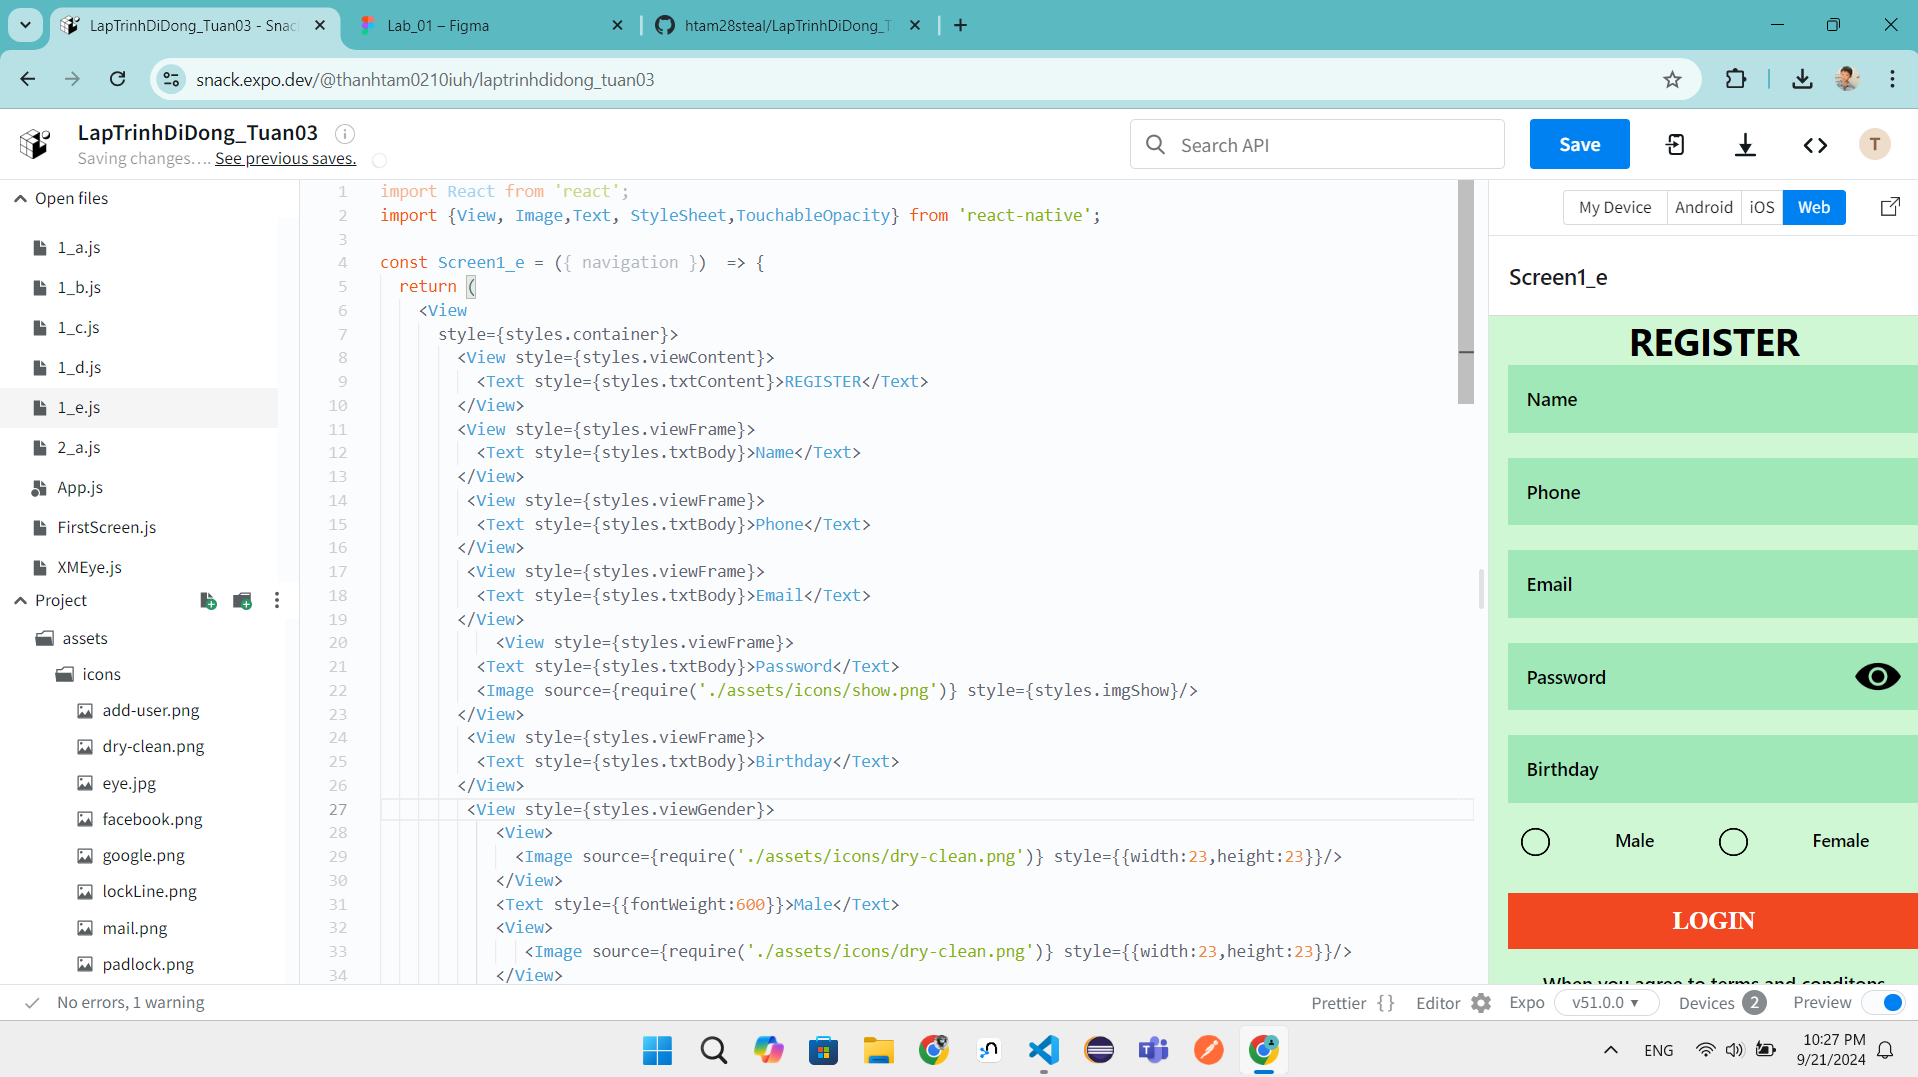 LapTrinhDiDong_Tuan03 - Snac
Lab_01 – Figma
htam28steal/LapTrinhDiDong_T
snack.expo.dev/@thanhtam0210iuh/laptrinhdidong_tuan03
LapTrinhDiDong_Tuan03
Saving changes.... See previous saves.
Search API
Save
T
Open files
1_a.js
1_b.js
1_c.js
1_d.js
1_e.js
2_a.js
App.js
FirstScreen.js
XMEye.js
Project
assets
icons
add-user.png
dry-clean.png
eye.jpg
facebook.png
google.png
lockLine.png
mail.png
padlock.png
1 import React from 'react';
2 import {View, Image,Text, StyleSheet,TouchableOpacity} from 'react-native';
3
4 const Screen1_e = ({ navigation }) => {
5 return (
6 <View
7 style={styles.container}>
8 <View style={styles.viewContent}>
9 <Text style={styles.txtContent}>REGISTER</Text>
10 </View>
11 <View style={styles.viewFrame}>
12 <Text style={styles.txtBody}>Name</Text>
13 </View>
14 <View style={styles.viewFrame}>
15 <Text style={styles.txtBody}>Phone</Text>
16 </View>
17 <View style={styles.viewFrame}>
18 <Text style={styles.txtBody}>Email</Text>
19 </View>
20 <View style={styles.viewFrame}>
21 <Text style={styles.txtBody}>Password</Text>
22 <Image source={require('./assets/icons/show.png')} style={styles.imgShow}/>
23 </View>
24 <View style={styles.viewFrame}>
25 <Text style={styles.txtBody}>Birthday</Text>
26 </View>
27 <View style={styles.viewGender}>
28 <View>
29 <Image source={require('./assets/icons/dry-clean.png')} style={{width:23,height:23}}/>
30 </View>
31 <Text style={{fontWeight:600}}>Male</Text>
32 <View>
33 <Image source={require('./assets/icons/dry-clean.png')} style={{width:23,height:23}}/>
34 </View>
My Device Android iOS Web
Screen1_e
REGISTER
Name
Phone
Email
Password
Birthday
Male Female
LOGIN
When you agree to terms and conditons
No errors, 1 warning
Prettier { } Editor Expo v51.0.0 Devices 2 Preview
ENG
10:27 PM
9/21/2024